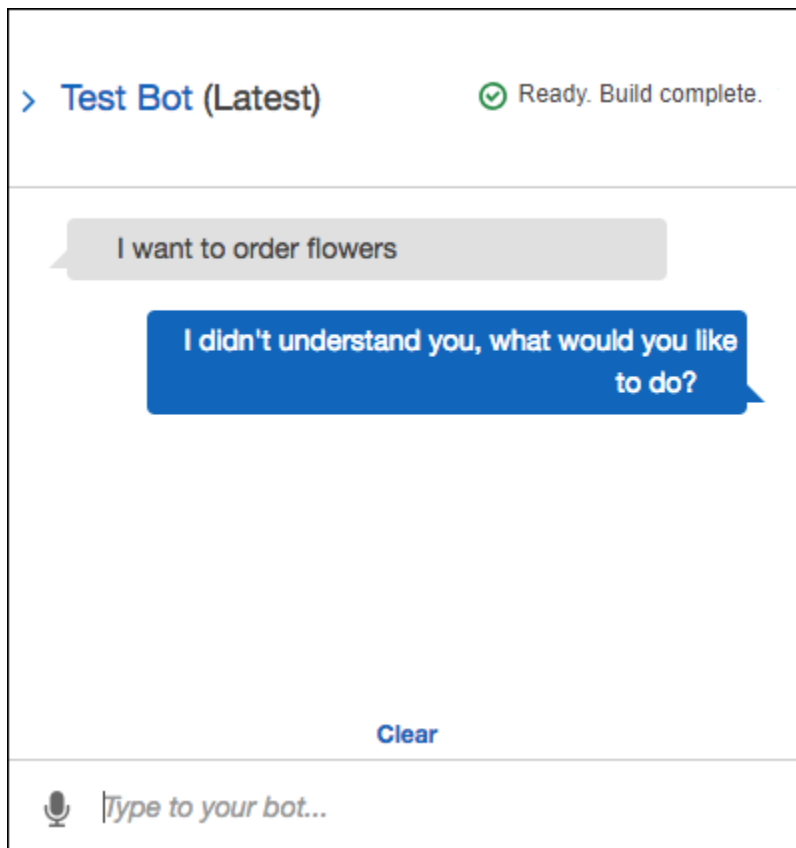 Test Bot (Latest)
Ready. Build complete.
I want to order flowers
I didn't understand you, what would you like
to do?
Clear
Type to your bot...